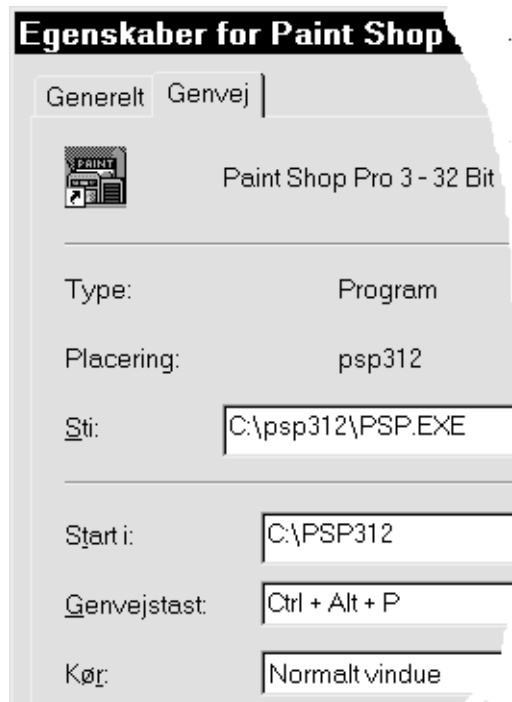 Egenskaber for Paint Shop
Generelt Genvej
PAINT
Paint Shop Pro 3 - 32 Bit
Type: Program
Placering: psp312
Sti: C:\psp312\PSP.EXE
Start i: C:\PSP312
Genvejstast: Ctrl + Alt + P
Kør: Normalt vindue